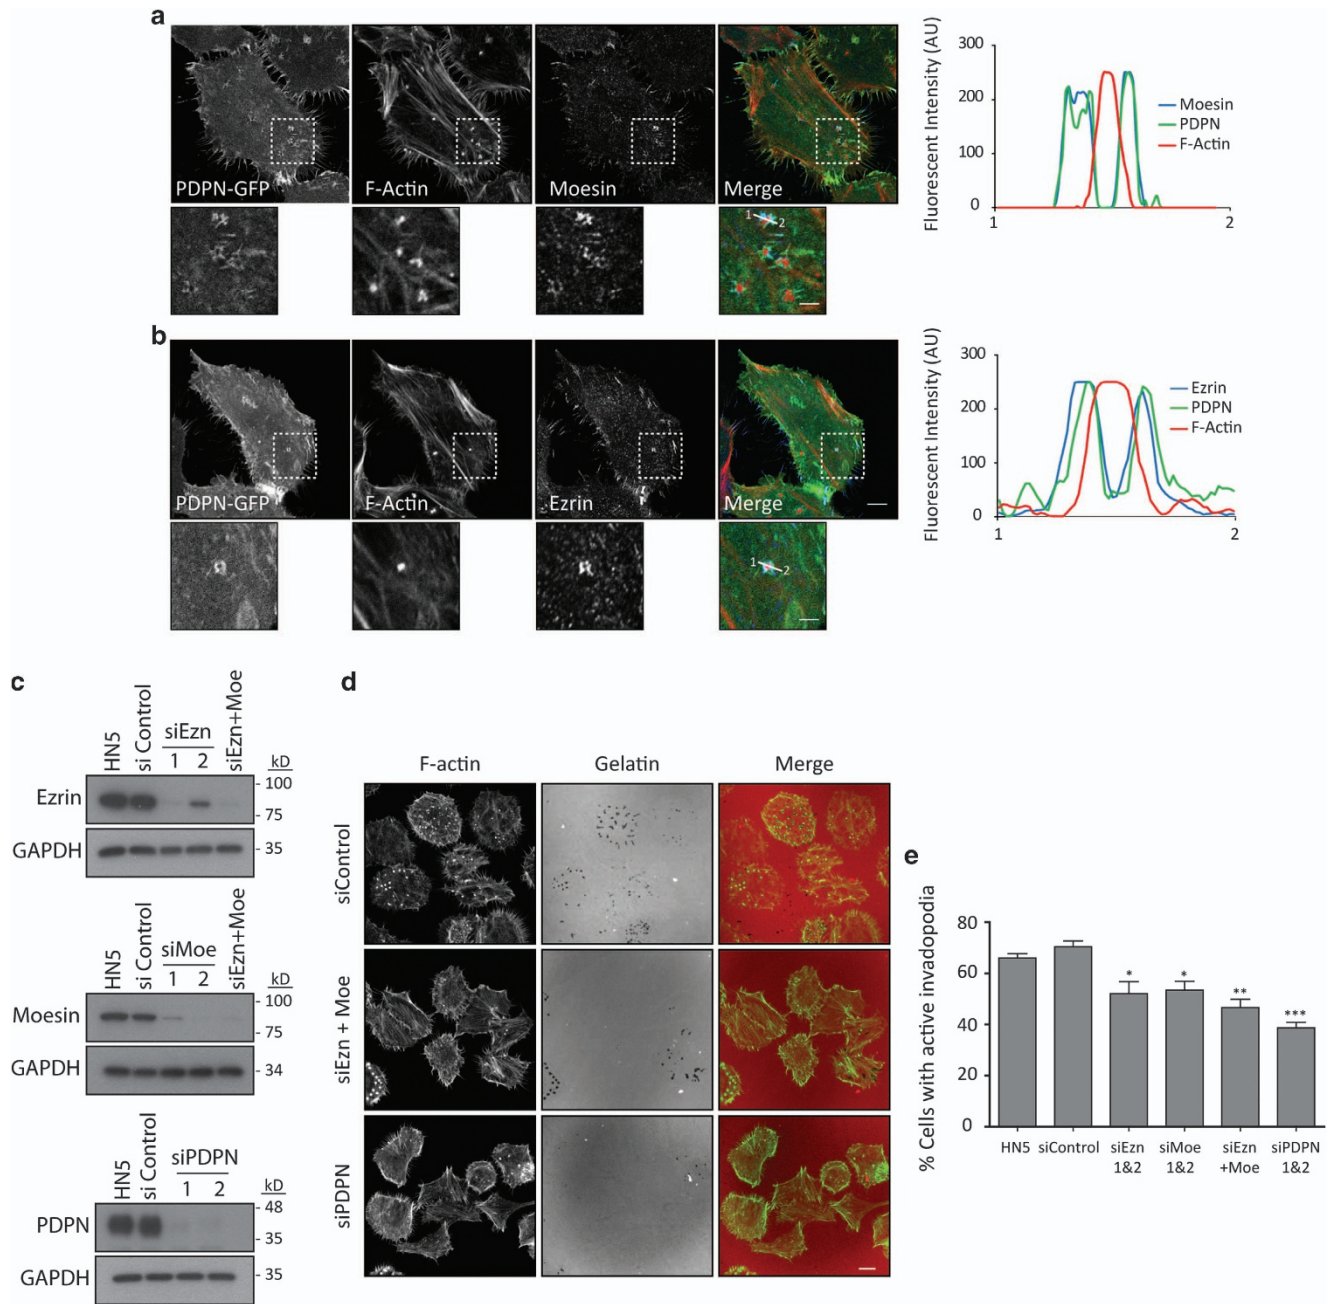 a
PDPN-GFP
F-Actin
Moesin
Merge
1
2
Fluorescent Intensity (AU)
300
200
100
0
1
2
Moesin
PDPN
F-Actin
b
PDPN-GFP
F-Actin
Ezrin
Merge
1
2
Fluorescent Intensity (AU)
300
200
100
0
1
2
Ezrin
PDPN
F-Actin
c
HN5
si Control
siEzn
1 2
siEzn+Moe
kD
Ezrin
- 100
- 75
GAPDH
- 35
HN5
si Control
siMoe
1 2
siEzn+Moe
kD
Moesin
- 100
- 75
GAPDH
- 34
HN5
si Control
siPDPN
1 2
kD
PDPN
- 48
- 35
GAPDH
- 35
d
F-actin
Gelatin
Merge
siControl
siEzn + Moe
siPDPN
e
% Cells with active invadopodia
80
60
40
20
0
*
*
**
***
HN5
siControl
siEzn
1&2
siMoe
1&2
siEzn
+Moe
siPDPN
1&2